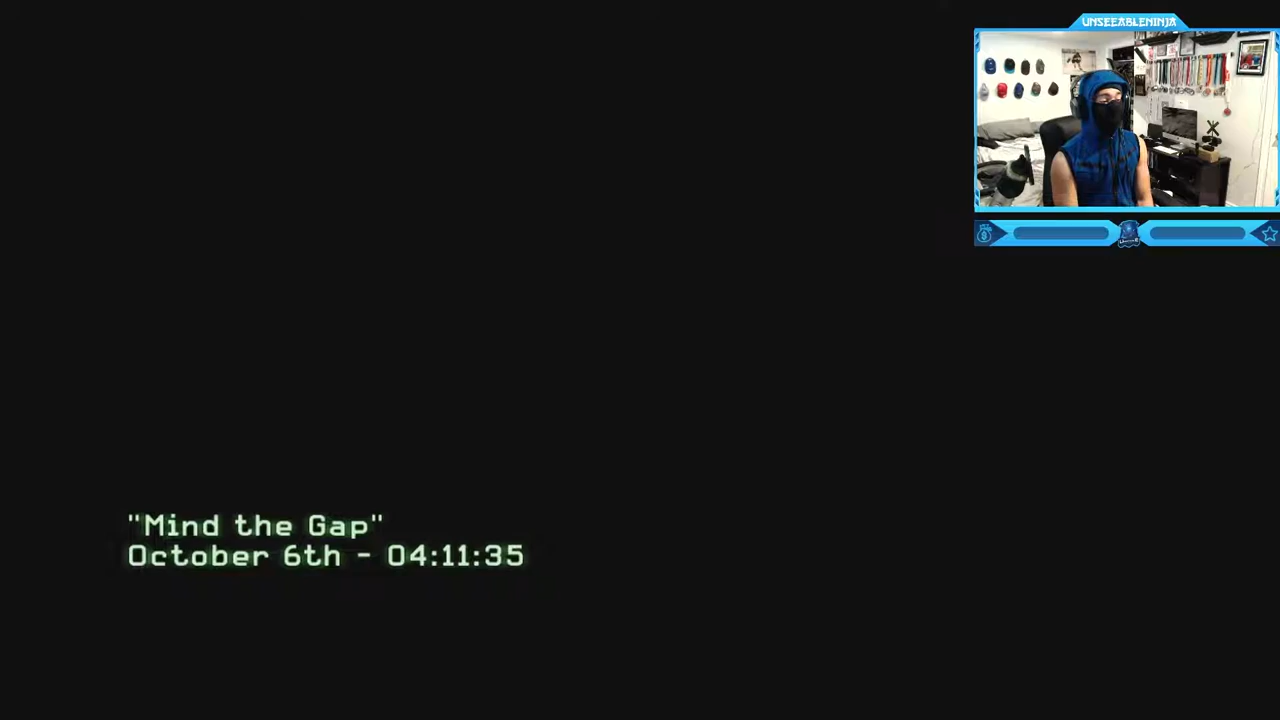 UNSEEABLENINJA
"Mind the Gap"
October 6th - 04:11:35